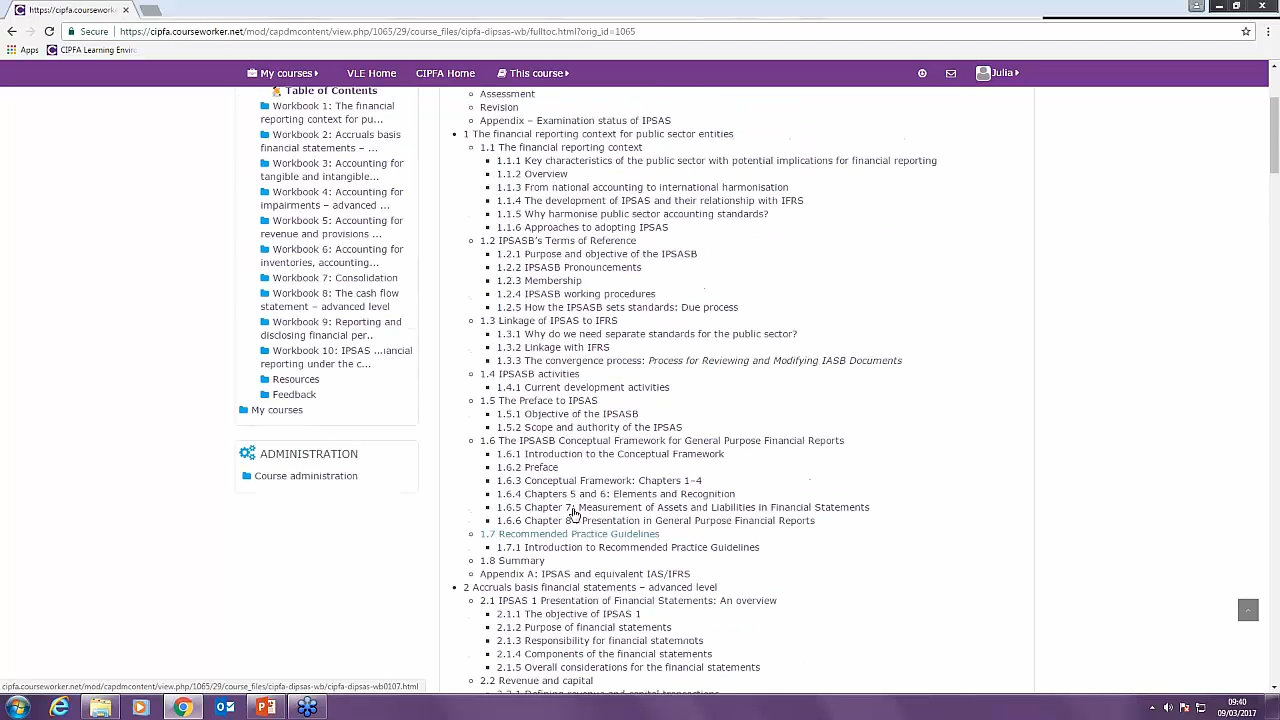 https://cipfa.coursework
Secure
https://cipfa.courseworker.net/mod/capdmcontent/view.php/1065/29/course_files/cipfa-dipsas-wb/fulltoc.html?orig_id=1065
Apps
CIPFA Learning Enviro
My courses
VLE Home
CIPFA Home
This course
Julia
Table of Contents
Workbook 1: The financial
reporting context for pu...
Workbook 2: Accruals basis
financial statements – ...
Workbook 3: Accounting for
tangible and intangible...
Workbook 4: Accounting for
impairments – advanced ...
Workbook 5: Accounting for
revenue and provisions ...
Workbook 6: Accounting for
inventories, accounting...
Workbook 7: Consolidation
Workbook 8: The cash flow
statement – advanced level
Workbook 9: Reporting and
disclosing financial per..
Workbook 10: IPSAS ...iancial
reporting under the c...
Resources
Feedback
My courses
ADMINISTRATION
Course administration
Assessment
Revision
Appendix – Examination status of IPSAS
1 The financial reporting context for public sector entities
1.1 The financial reporting context
1.1.1 Key characteristics of the public sector with potential implications for financial reporting
1.1.2 Overview
1.1.3 From national accounting to international harmonisation
1.1.4 The development of IPSAS and their relationship with IFRS
1.1.5 Why harmonise public sector accounting standards?
1.1.6 Approaches to adopting IPSAS
1.2 IPSASB's Terms of Reference
1.2.1 Purpose and objective of the IPSASB
1.2.2 IPSASB Pronouncements
1.2.3 Membership
1.2.4 IPSASB working procedures
1.2.5 How the IPSASB sets standards: Due process
1.3 Linkage of IPSAS to IFRS
1.3.1 Why do we need separate standards for the public sector?
1.3.2 Linkage with IFRS
1.3.3 The convergence process: Process for Reviewing and Modifying IASB Documents
1.4 IPSASB activities
1.4.1 Current development activities
1.5 The Preface to IPSAS
1.5.1 Objective of the IPSASB
1.5.2 Scope and authority of the IPSAS
1.6 The IPSASB Conceptual Framework for General Purpose Financial Reports
1.6.1 Introduction to the Conceptual Framework
1.6.2 Preface
1.6.3 Conceptual Framework: Chapters 1–4
1.6.4 Chapters 5 and 6: Elements and Recognition
1.6.5 Chapter 7: Measurement of Assets and Liabilities in Financial Statements
1.6.6 Chapter 8: Presentation in General Purpose Financial Reports
1.7 Recommended Practice Guidelines
1.7.1 Introduction to Recommended Practice Guidelines
1.8 Summary
Appendix A: IPSAS and equivalent IAS/IFRS
2 Accruals basis financial statements – advanced level
2.1 IPSAS 1 Presentation of Financial Statements: An overview
2.1.1 The objective of IPSAS 1
2.1.2 Purpose of financial statements
2.1.3 Responsibility for financial statements
2.1.4 Components of the financial statements
2.1.5 Overall considerations for the financial statements
2.2 Revenue and capital
2.2.1 Defining revenue and capital transactions
cipfa.courseworker.net/mod/capdmcontent/view.php/1065/29/course_files/cipfa-dipsas-wb/cipfa-dipsas-wb0107.html
09:40
09/03/2017